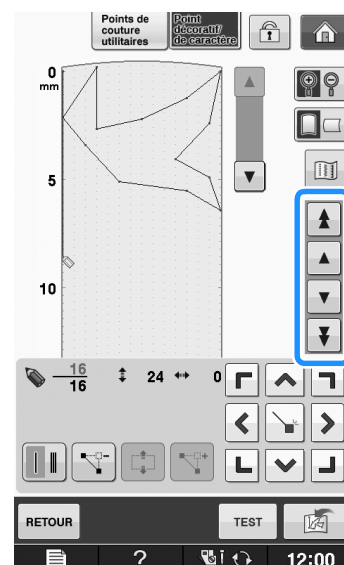 Points de
couture
utilitaires
Point
décoratif/
de caractère
0
mm
5
10
16
16
24
0
RETOUR
TEST
?
12:00